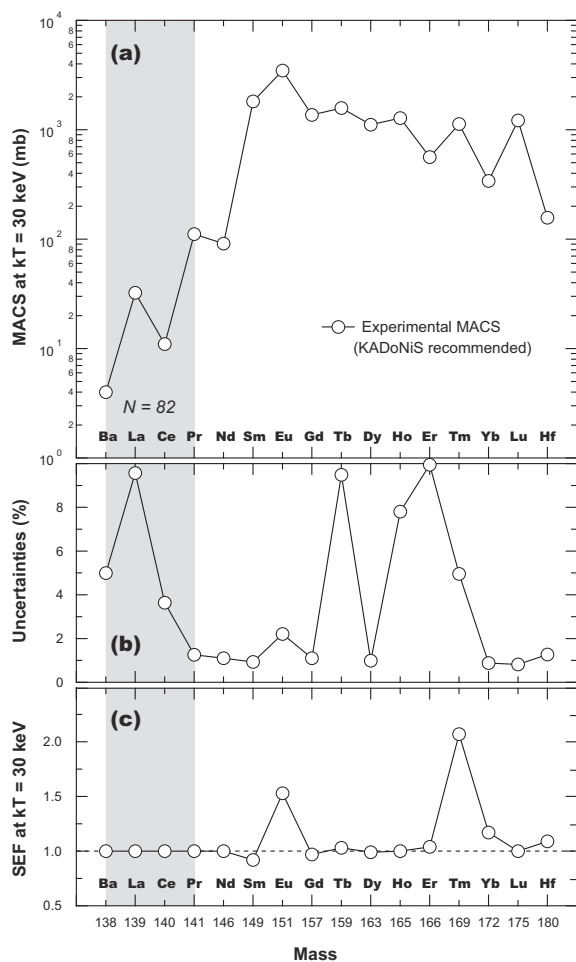 (a)
MACS at kT = 30 keV (mb)
10^4
8
6
4
2
10^3
8
6
4
2
10^2
8
6
4
2
10^1
8
6
4
2
10^0
Experimental MACS
(KADoNiS recommended)
N = 82
Ba La Ce Pr Nd Sm Eu Gd Tb Dy Ho Er Tm Yb Lu Hf
(b)
Uncertainties (%)
10
8
6
4
2
0
(c)
SEF at kT = 30 keV
2.0
1.5
1.0
0.5
Ba La Ce Pr Nd Sm Eu Gd Tb Dy Ho Er Tm Yb Lu Hf
138 139 140 141 146 149 151 157 159 163 165 166 169 172 175 180
Mass